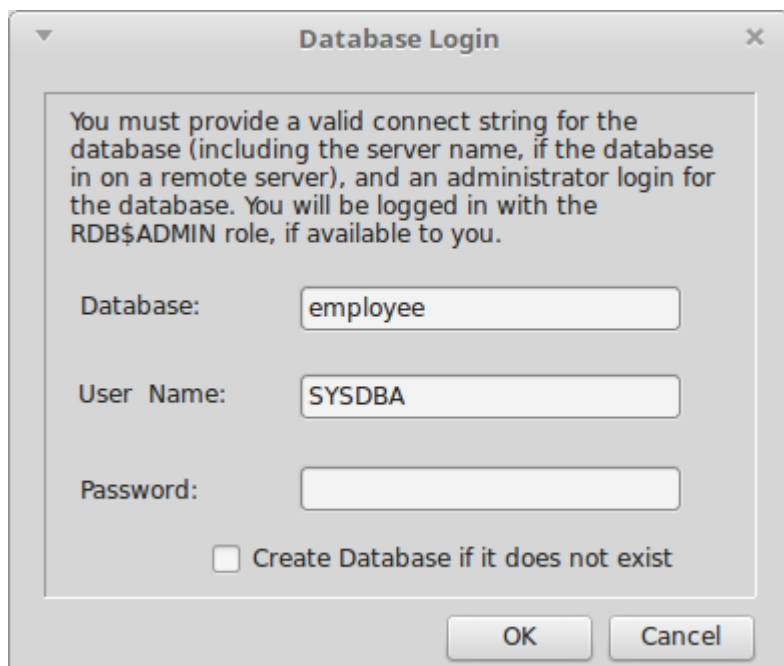 Database Login
You must provide a valid connect string for the
database (including the server name, if the database
in on a remote server), and an administrator login for
the database. You will be logged in with the
RDB$ADMIN role, if available to you.
Database: employee
User Name: SYSDBA
Password:
Create Database if it does not exist
OK Cancel